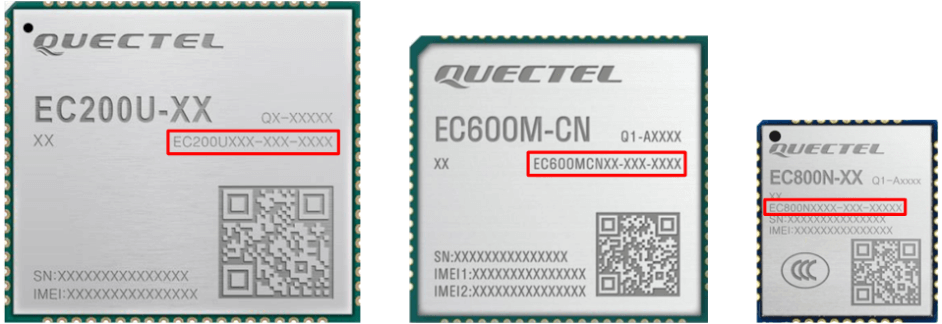 QUECTEL
EC200U-XX
QX-XXXXX
XX
EC200UXXX-XXX-XXXX
SN:XXXXXXXXXXXXXXX
IMEI:XXXXXXXXXXXXXXX
QUECTEL
EC600M-CN
Q1-AXXXX
XX
EC600MCNXX-XXX-XXXX
SN:XXXXXXXXXXXXXXX
IMEI1:XXXXXXXXXXXXXXX
IMEI2:XXXXXXXXXXXXXXX
QUECTEL
EC800N-XX
Q1-Axxxx
XX
EC800NXXXX-XXX-XXXXX
SN:XXXXXXXXXXXXXXX
IMEI:XXXXXXXXXXXXXXX
CCC